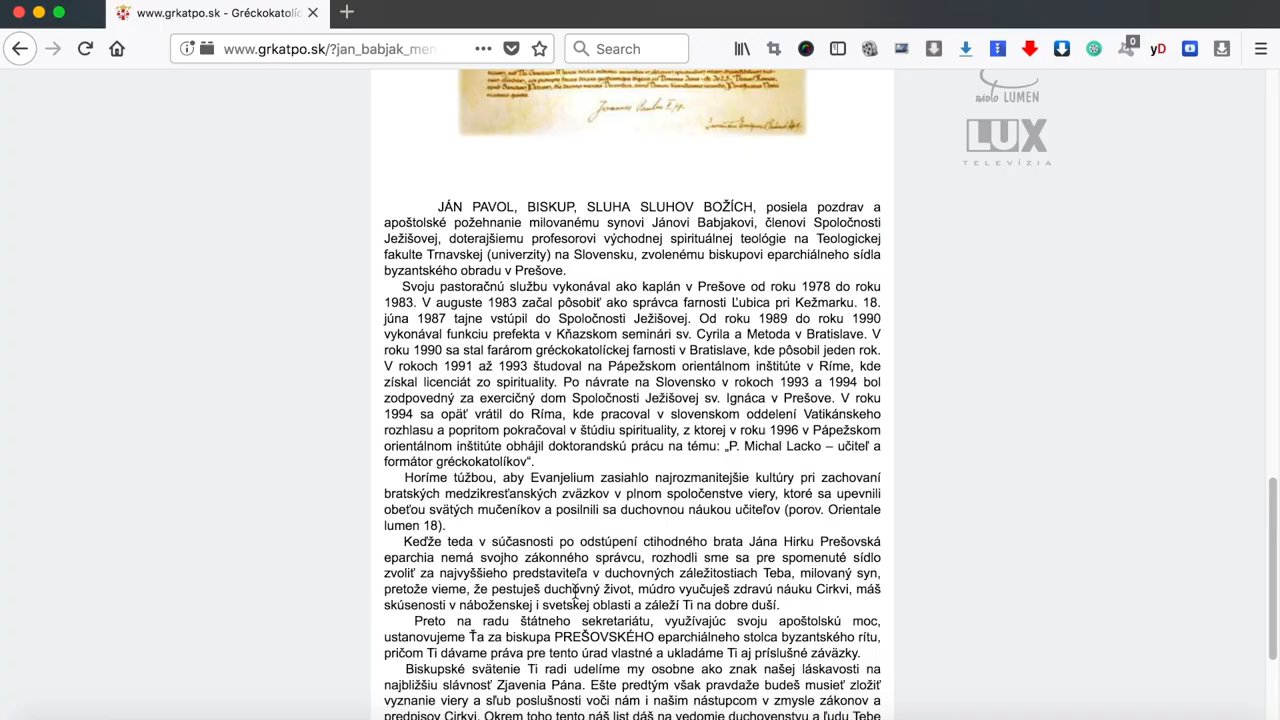 www.grkatpo.sk - Gréckokatolíc
www.grkatpo.sk/?jan_babjak_men
Search
0
yD
rádio LUMEN
LUX
TELEVÍZIA
JÁN PAVOL, BISKUP, SLUHA SLUHOV BOŽÍCH, posiela pozdrav a
apoštolské požehnanie milovanému synovi Jánovi Babjakovi, členovi Spoločnosti
Ježišovej, doterajšiemu profesorovi východnej spirituálnej teológie na Teologickej
fakulte Trnavskej (univerzity) na Slovensku, zvolenému biskupovi eparchiálneho sídla
byzantského obradu v Prešove.
Svoju pastoračnú službu vykonával ako kaplán v Prešove od roku 1978 do roku
1983. V auguste 1983 začal pôsobiť ako správca farnosti Ľubica pri Kežmarku. 18.
júna 1987 tajne vstúpil do Spoločnosti Ježišovej. Od roku 1989 do roku 1990
vykonával funkciu prefekta v Kňazskom seminári sv. Cyrila a Metoda v Bratislave. V
roku 1990 sa stal farárom gréckokatolíckej farnosti v Bratislave, kde pôsobil jeden rok.
V rokoch 1991 až 1993 študoval na Pápežskom orientálnom inštitúte v Ríme, kde
získal licenciát zo spirituality. Po návrate na Slovensko v rokoch 1993 a 1994 bol
zodpovedný za exercičný dom Spoločnosti Ježišovej sv. Ignáca v Prešove. V roku
1994 sa opäť vrátil do Ríma, kde pracoval v slovenskom oddelení Vatikánskeho
rozhlasu a popritom pokračoval v štúdiu spirituality, z ktorej v roku 1996 v Pápežskom
orientálnom inštitúte obhájil doktorandskú prácu na tému: „P. Michal Lacko – učiteľ a
formátor gréckokatolíkov“.
Horíme túžbou, aby Evanjelium zasiahlo najrozmanitejšie kultúry pri zachovaní
bratských medzikresťanských zväzkov v plnom spoločenstve viery, ktoré sa upevnili
obeťou svätých mučeníkov a posilnili sa duchovnou náukou učiteľov (porov. Orientale
lumen 18).
Keďže teda v súčasnosti po odstúpení ctihodného brata Jána Hirku Prešovská
eparchia nemá svojho zákonného správcu, rozhodli sme sa pre spomenuté sídlo
zvoliť za najvyššieho predstaviteľa v duchovných záležitostiach Teba, milovaný syn,
pretože vieme, že pestuješ duchovný život, múdro vyučuješ zdravú náuku Cirkvi, máš
skúsenosti v náboženskej i svetskej oblasti a záleží Ti na dobre duší.
Preto na radu štátneho sekretariátu, využívajúc svoju apoštolskú moc,
ustanovujeme Ťa za biskupa PREŠOVSKÉHO eparchiálneho stolca byzantského rítu,
pričom Ti dávame práva pre tento úrad vlastné a ukladáme Ti aj príslušné záväzky.
Biskupské svätenie Ti radi udelíme my osobne ako znak našej láskavosti na
najbližšiu slávnosť Zjavenia Pána. Ešte predtým však pravdaže budeš musieť zložiť
vyznanie viery a sľub poslušnosti voči nám i našim nástupcom v zmysle zákonov a
predpisov Cirkvi. Okrem toho tento náš list dáš na vedomie duchovenstvu a ľudu Tebe